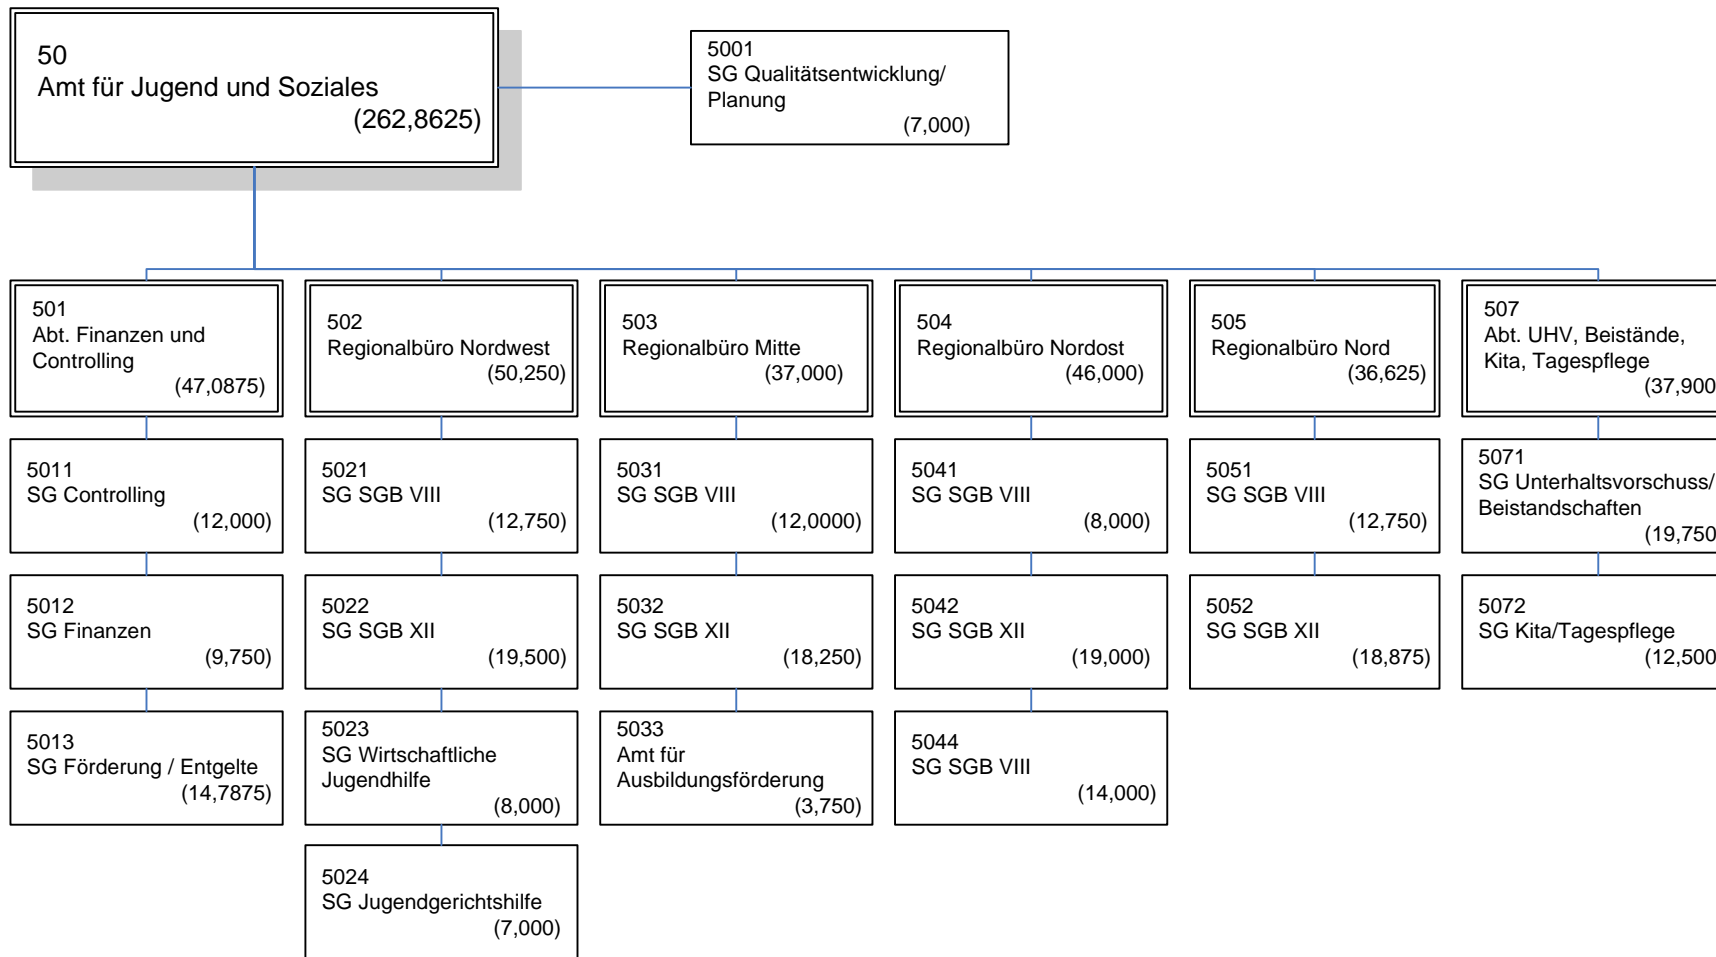 50
Amt für Jugend und Soziales
(262,8625)
5001
SG Qualitätsentwicklung/
Planung
(7,000)
501
Abt. Finanzen und
Controlling
(47,0875)
502
Regionalbüro Nordwest
(50,250)
503
Regionalbüro Mitte
(37,000)
504
Regionalbüro Nordost
(46,000)
505
Regionalbüro Nord
(36,625)
507
Abt. UHV, Beistände,
Kita, Tagespflege
(37,900
5011
SG Controlling
(12,000)
5021
SG SGB VIII
(12,750)
5031
SG SGB VIII
(12,0000)
5041
SG SGB VIII
(8,000)
5051
SG SGB VIII
(12,750)
5071
SG Unterhaltsvorschuss/
Beistandschaften
(19,750
5012
SG Finanzen
(9,750)
5022
SG SGB XII
(19,500)
5032
SG SGB XII
(18,250)
5042
SG SGB XII
(19,000)
5052
SG SGB XII
(18,875)
5072
SG Kita/Tagespflege
(12,500
5013
SG Förderung / Entgelte
(14,7875)
5023
SG Wirtschaftliche
Jugendhilfe
(8,000)
5033
Amt für
Ausbildungsförderung
(3,750)
5044
SG SGB VIII
(14,000)
5024
SG Jugendgerichtshilfe
(7,000)